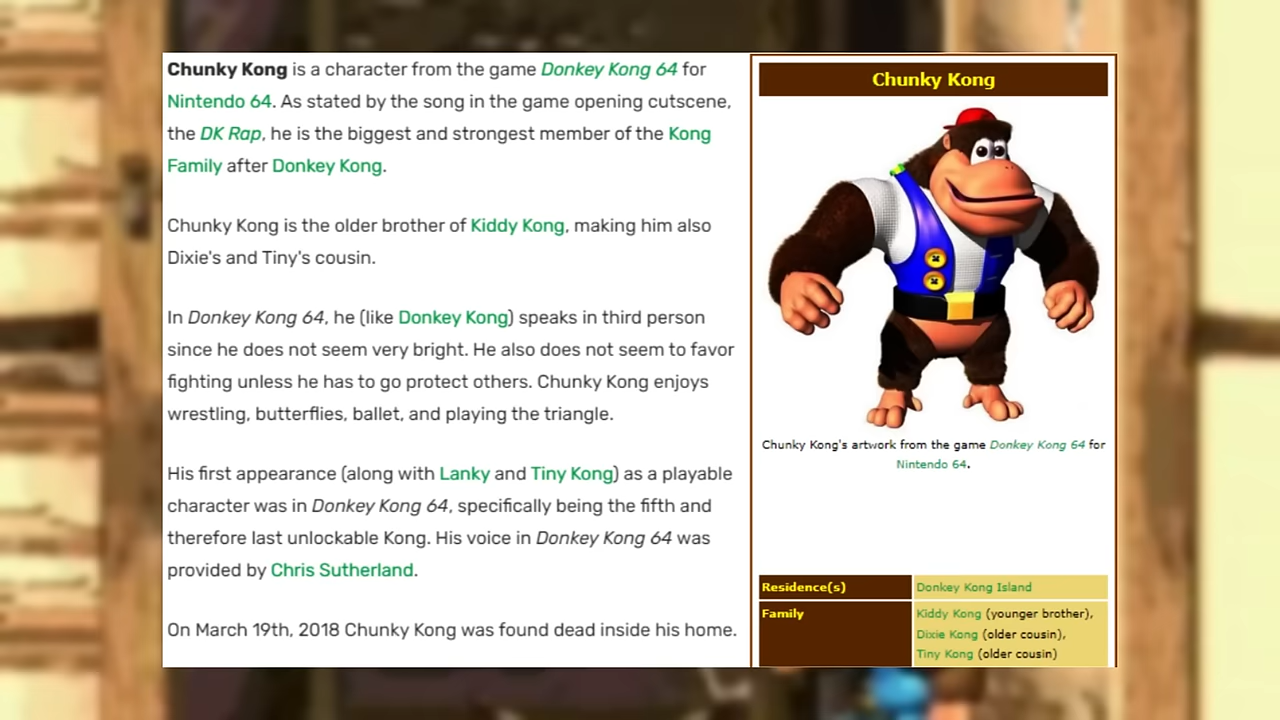 Chunky Kong is a character from the game Donkey Kong 64 for
Nintendo 64. As stated by the song in the game opening cutscene,
the DK Rap, he is the biggest and strongest member of the Kong
Family after Donkey Kong.
Chunky Kong is the older brother of Kiddy Kong, making him also
Dixie's and Tiny's cousin.
In Donkey Kong 64, he (like Donkey Kong) speaks in third person
since he does not seem very bright. He also does not seem to favor
fighting unless he has to go protect others. Chunky Kong enjoys
wrestling, butterflies, ballet, and playing the triangle.
His first appearance (along with Lanky and Tiny Kong) as a playable
character was in Donkey Kong 64, specifically being the fifth and
therefore last unlockable Kong. His voice in Donkey Kong 64 was
provided by Chris Sutherland.
On March 19th, 2018 Chunky Kong was found dead inside his home.
Chunky Kong
Chunky Kong's artwork from the game Donkey Kong 64 for
Nintendo 64.
Residence(s) Donkey Kong Island
Family Kiddy Kong (younger brother),
Dixie Kong (older cousin),
Tiny Kong (older cousin)